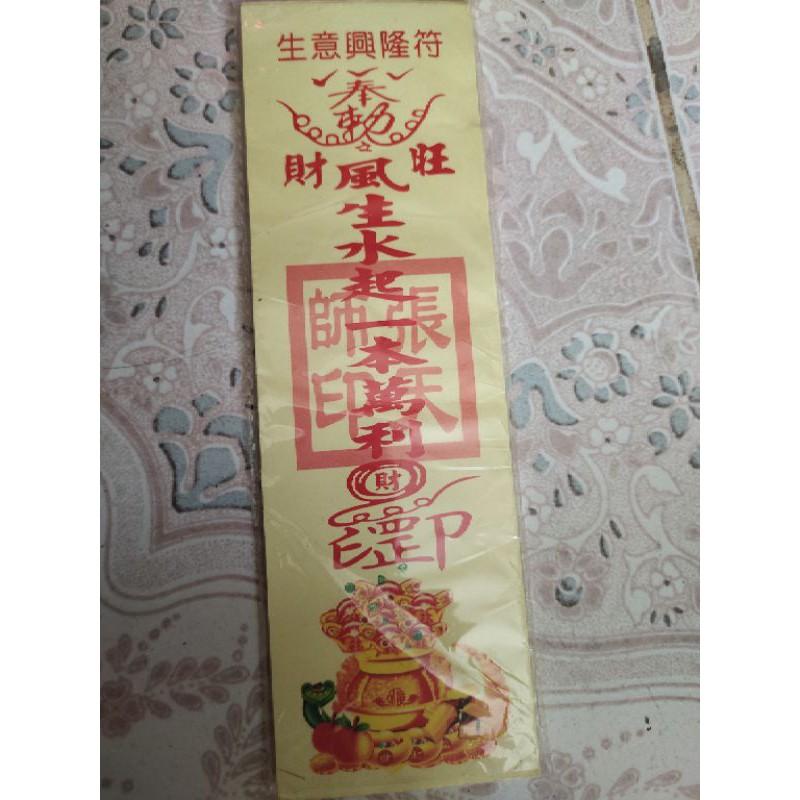 生意興隆符
奉
勅
財 旺
風生水起一本萬利
張天師印
財